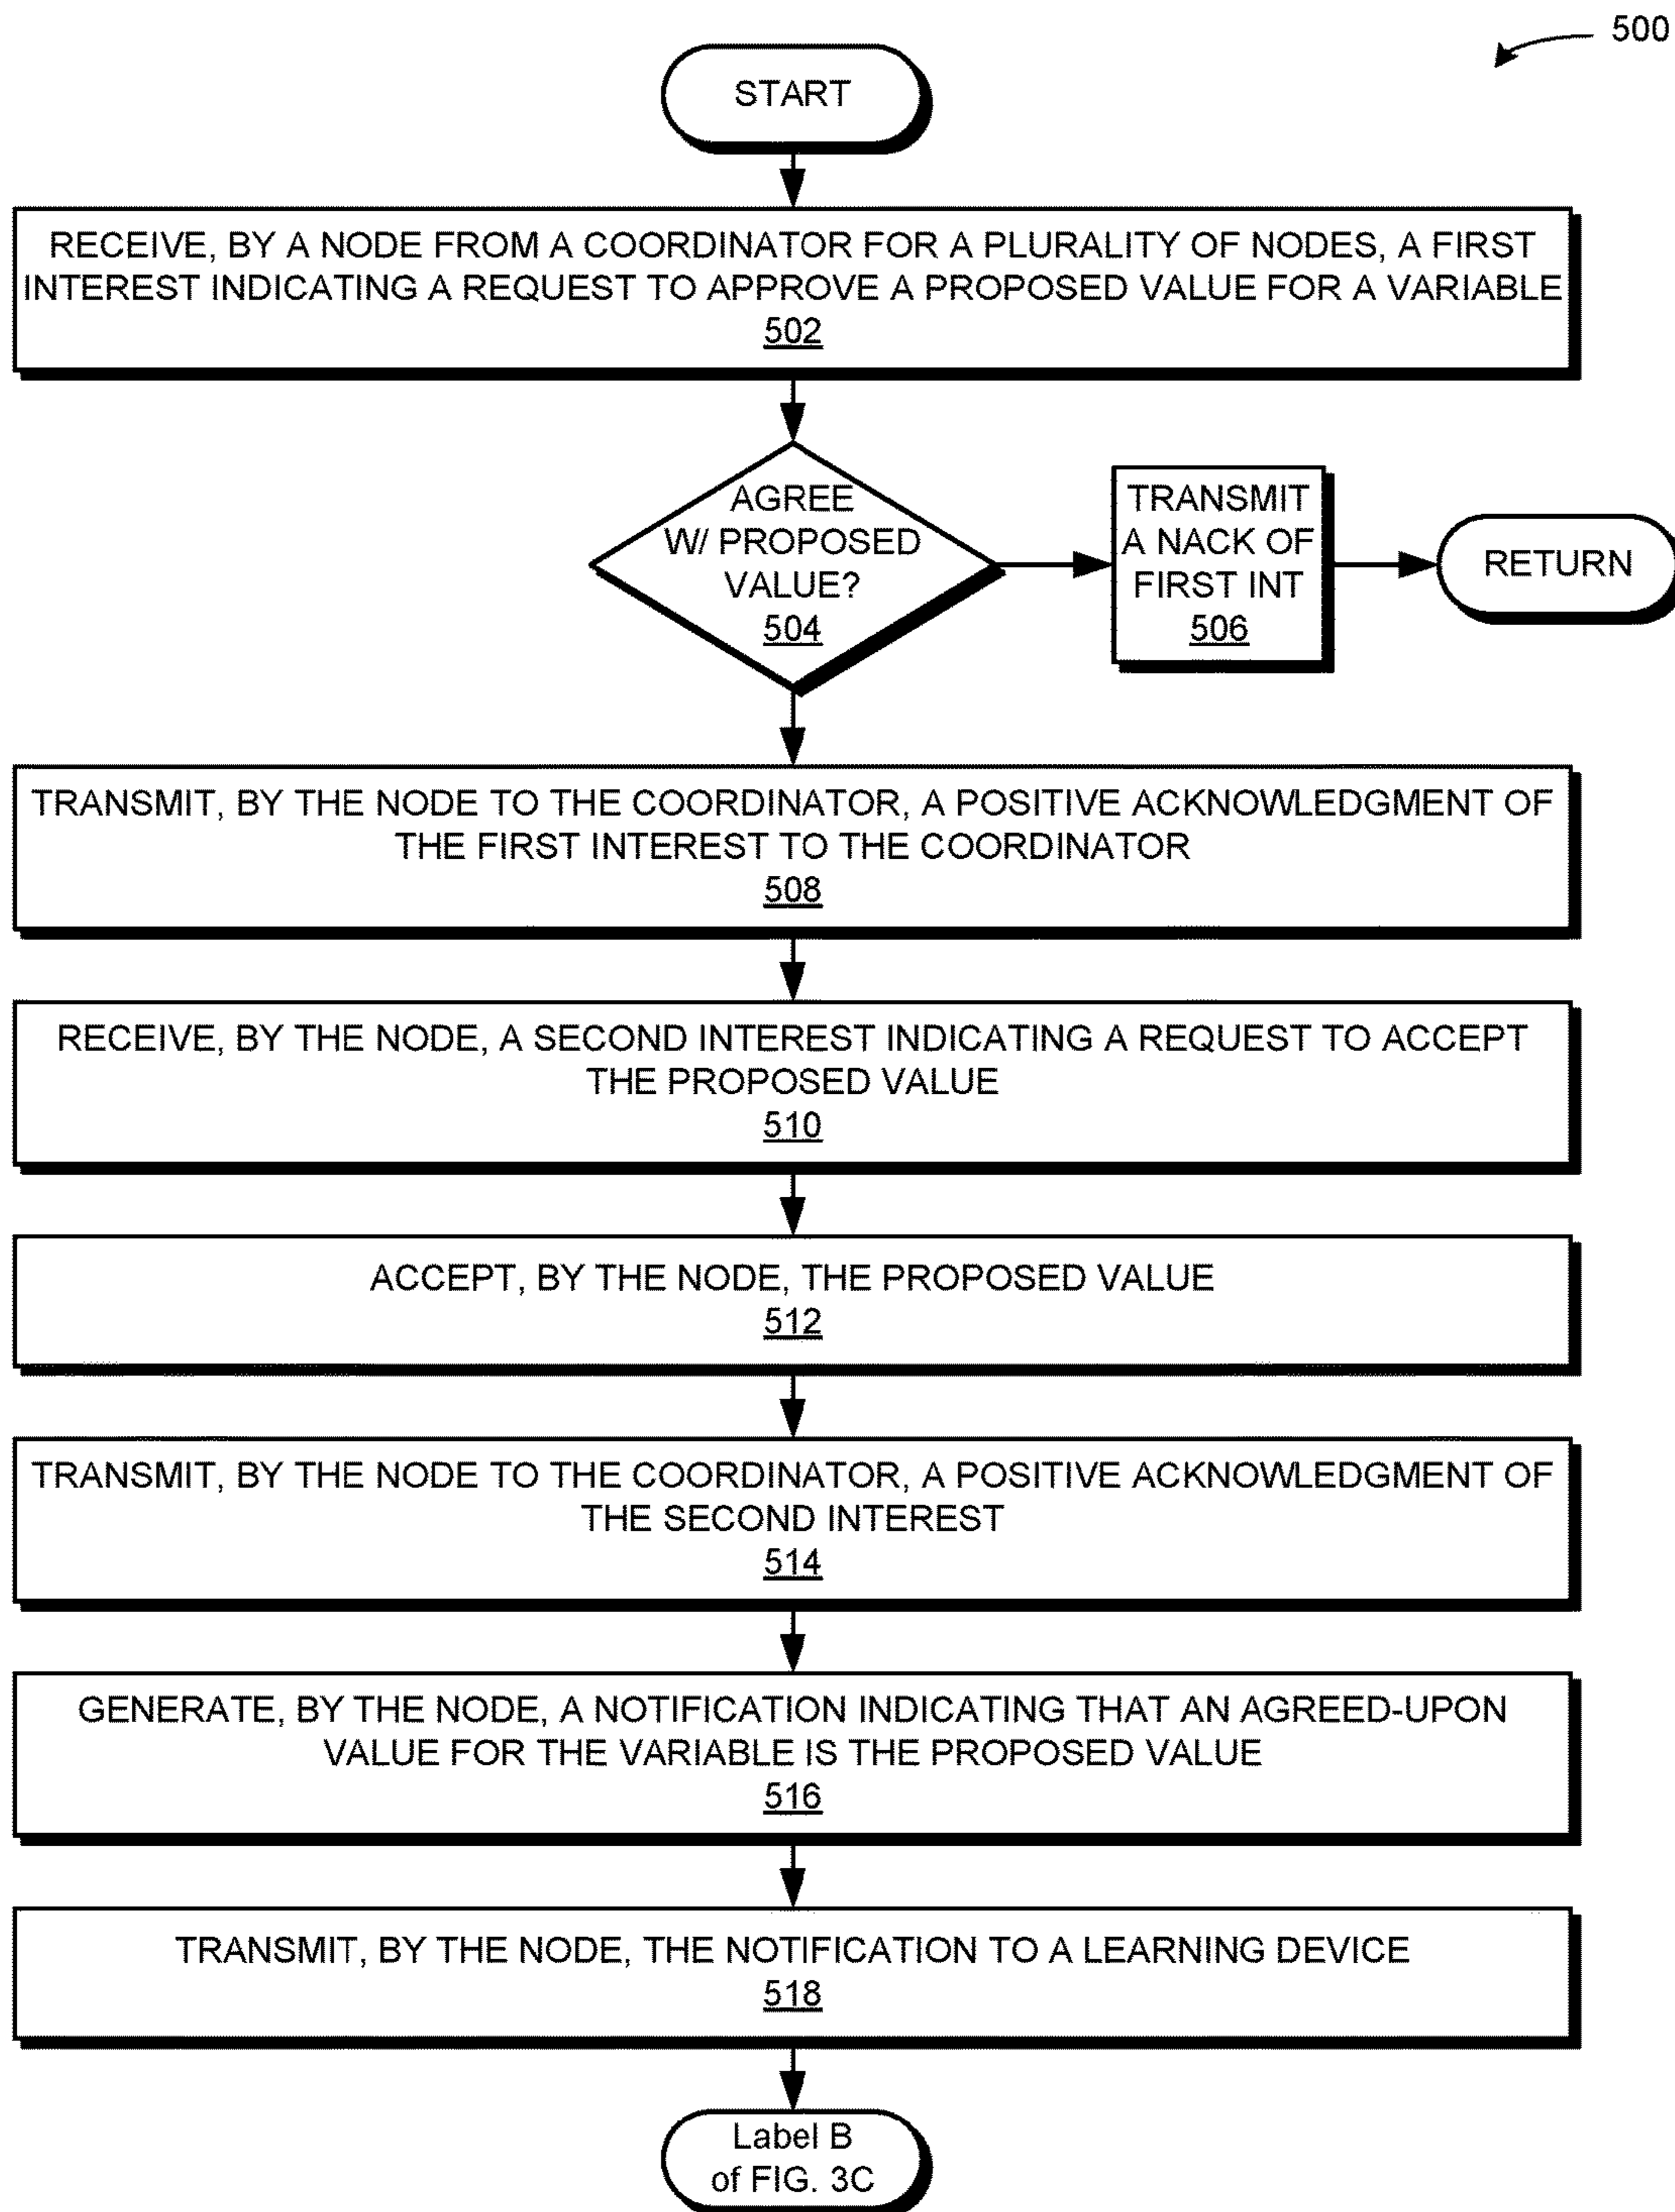 500
START
RECEIVE, BY A NODE FROM A COORDINATOR FOR A PLURALITY OF NODES, A FIRST
INTEREST INDICATING A REQUEST TO APPROVE A PROPOSED VALUE FOR A VARIABLE
502
AGREE
W/ PROPOSED
VALUE?
504
TRANSMIT
A NACK OF
FIRST INT
506
RETURN
TRANSMIT, BY THE NODE TO THE COORDINATOR, A POSITIVE ACKNOWLEDGMENT OF
THE FIRST INTEREST TO THE COORDINATOR
508
RECEIVE, BY THE NODE, A SECOND INTEREST INDICATING A REQUEST TO ACCEPT
THE PROPOSED VALUE
510
ACCEPT, BY THE NODE, THE PROPOSED VALUE
512
TRANSMIT, BY THE NODE TO THE COORDINATOR, A POSITIVE ACKNOWLEDGMENT OF
THE SECOND INTEREST
514
GENERATE, BY THE NODE, A NOTIFICATION INDICATING THAT AN AGREED-UPON
VALUE FOR THE VARIABLE IS THE PROPOSED VALUE
516
TRANSMIT, BY THE NODE, THE NOTIFICATION TO A LEARNING DEVICE
518
Label B
of FIG. 3C